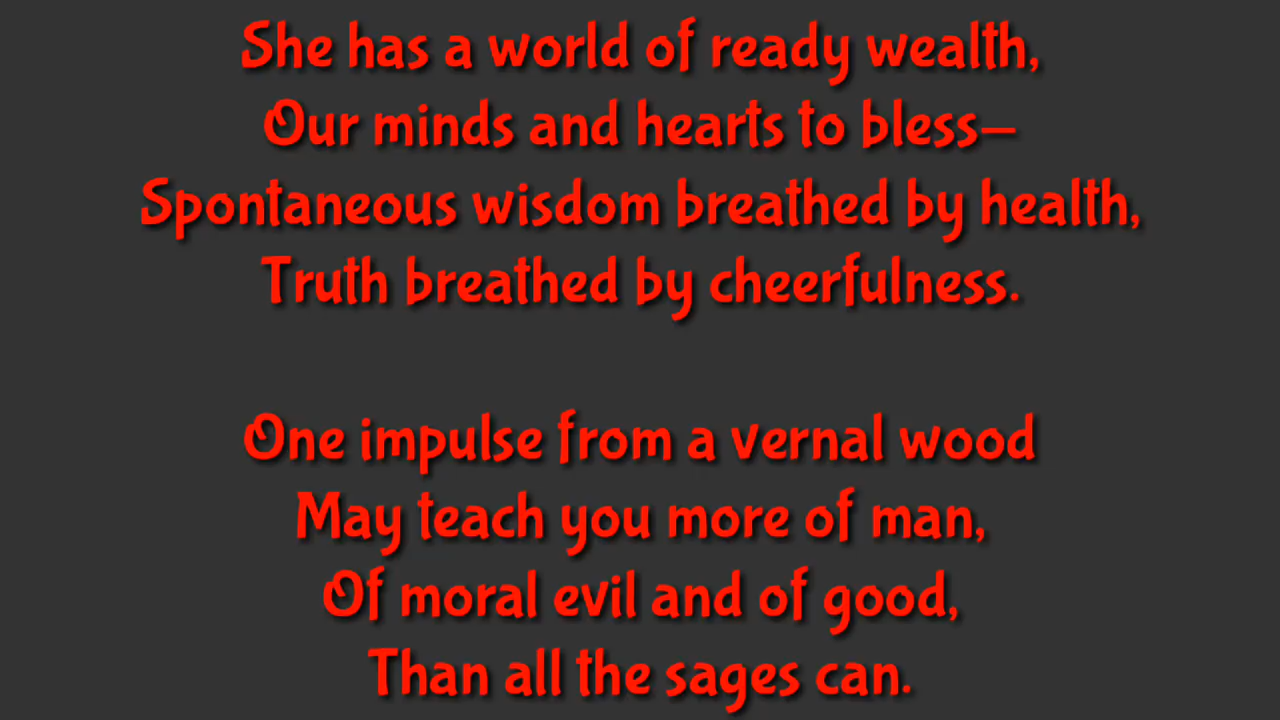 She has a world of ready wealth,
Our minds and hearts to bless—
Spontaneous wisdom breathed by health,
Truth breathed by cheerfulness.
One impulse from a vernal wood
May teach you more of man,
Of moral evil and of good,
Than all the sages can.